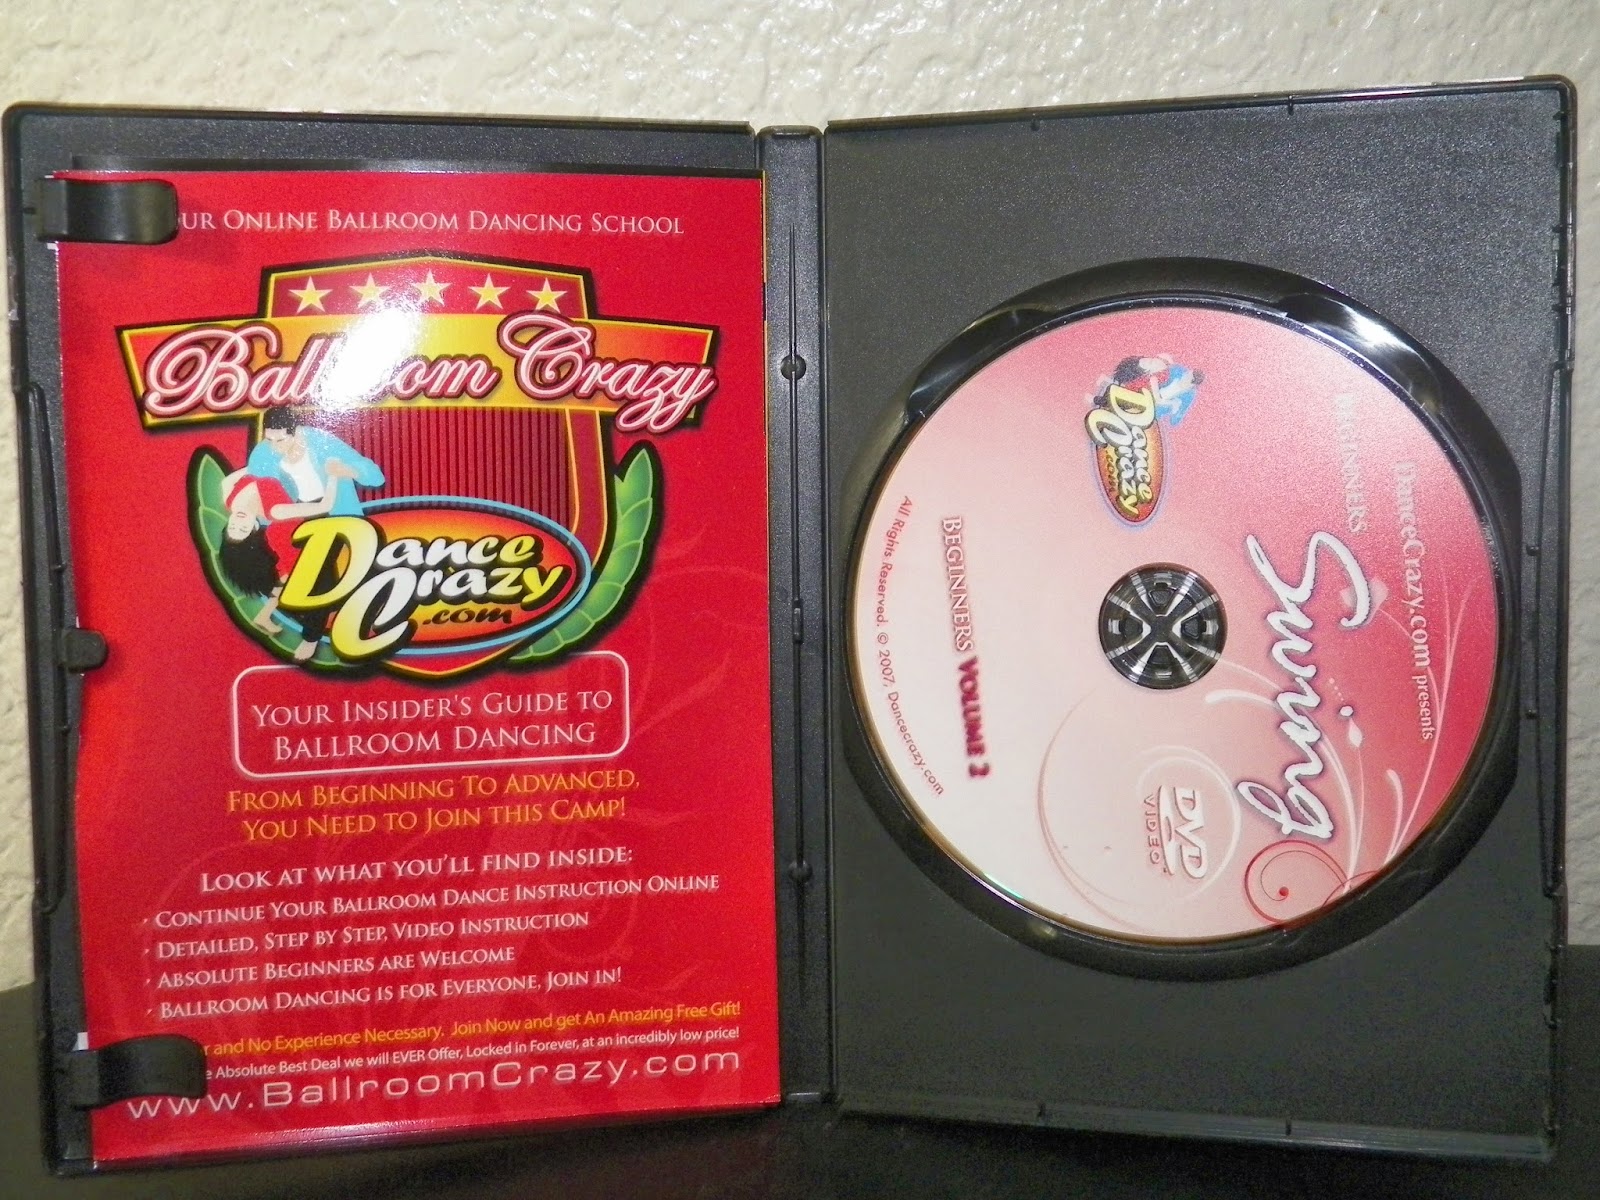 OUR ONLINE BALLROOM DANCING SCHOOL
Ballroom Crazy
Dance
Crazy
.com
YOUR INSIDER'S GUIDE TO
BALLROOM DANCING
FROM BEGINNING TO ADVANCED,
YOU NEED TO JOIN THIS CAMP!
LOOK AT WHAT YOU'LL FIND INSIDE:
· CONTINUE YOUR BALLROOM DANCE INSTRUCTION ONLINE
· DETAILED, STEP BY STEP, VIDEO INSTRUCTION
· ABSOLUTE BEGINNERS ARE WELCOME
· BALLROOM DANCING IS FOR EVERYONE, JOIN IN!
and No Experience Necessary. Join Now and get An Amazing Free Gift!
Absolute Best Deal we will EVER Offer, Locked in Forever, at an incredibly low price!
www.BallroomCrazy.com
DanceCrazy.com presents
BEGINNERS
Swing
Dance
Crazy
.com
DVD
VIDEO
BEGINNERS VOLUME 2
All Rights Reserved. © 2007, Dancecrazy.com